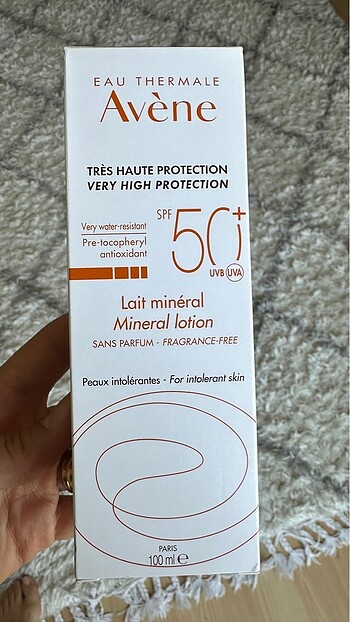 EAU THERMALE
Avène
TRÈS HAUTE PROTECTION
VERY HIGH PROTECTION
Very water-resistant
Pre-tocopheryl
antioxidant
SPF 50+
UVB UVA
Lait minéral
Mineral lotion
SANS PARFUM - FRAGRANCE-FREE
Peaux intolérantes - For intolerant skin
PARIS
100 ml ℮